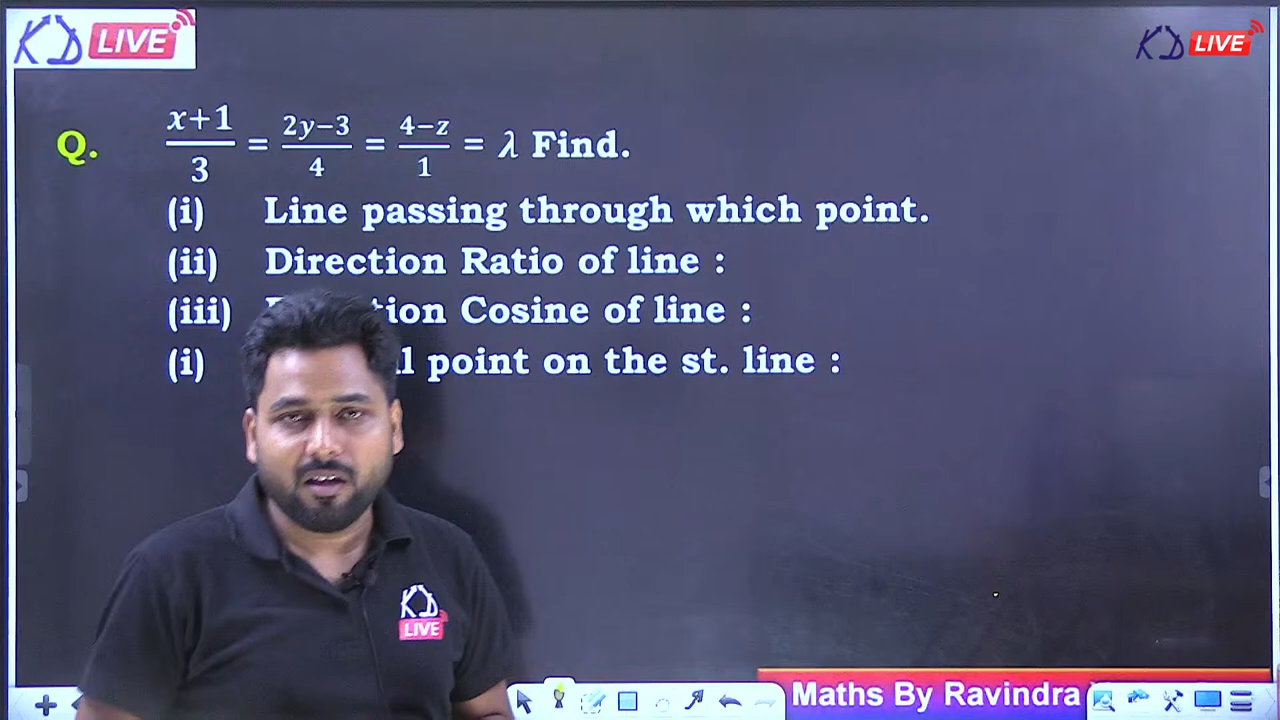 KD LIVE
KD LIVE
Q. x+1/3 = 2y−3/4 = 4−z/1 = λ Find.
(i) Line passing through which point.
(ii) Direction Ratio of line :
(iii) tion Cosine of line :
(i) l point on the st. line :
KD LIVE
Maths By Ravindra